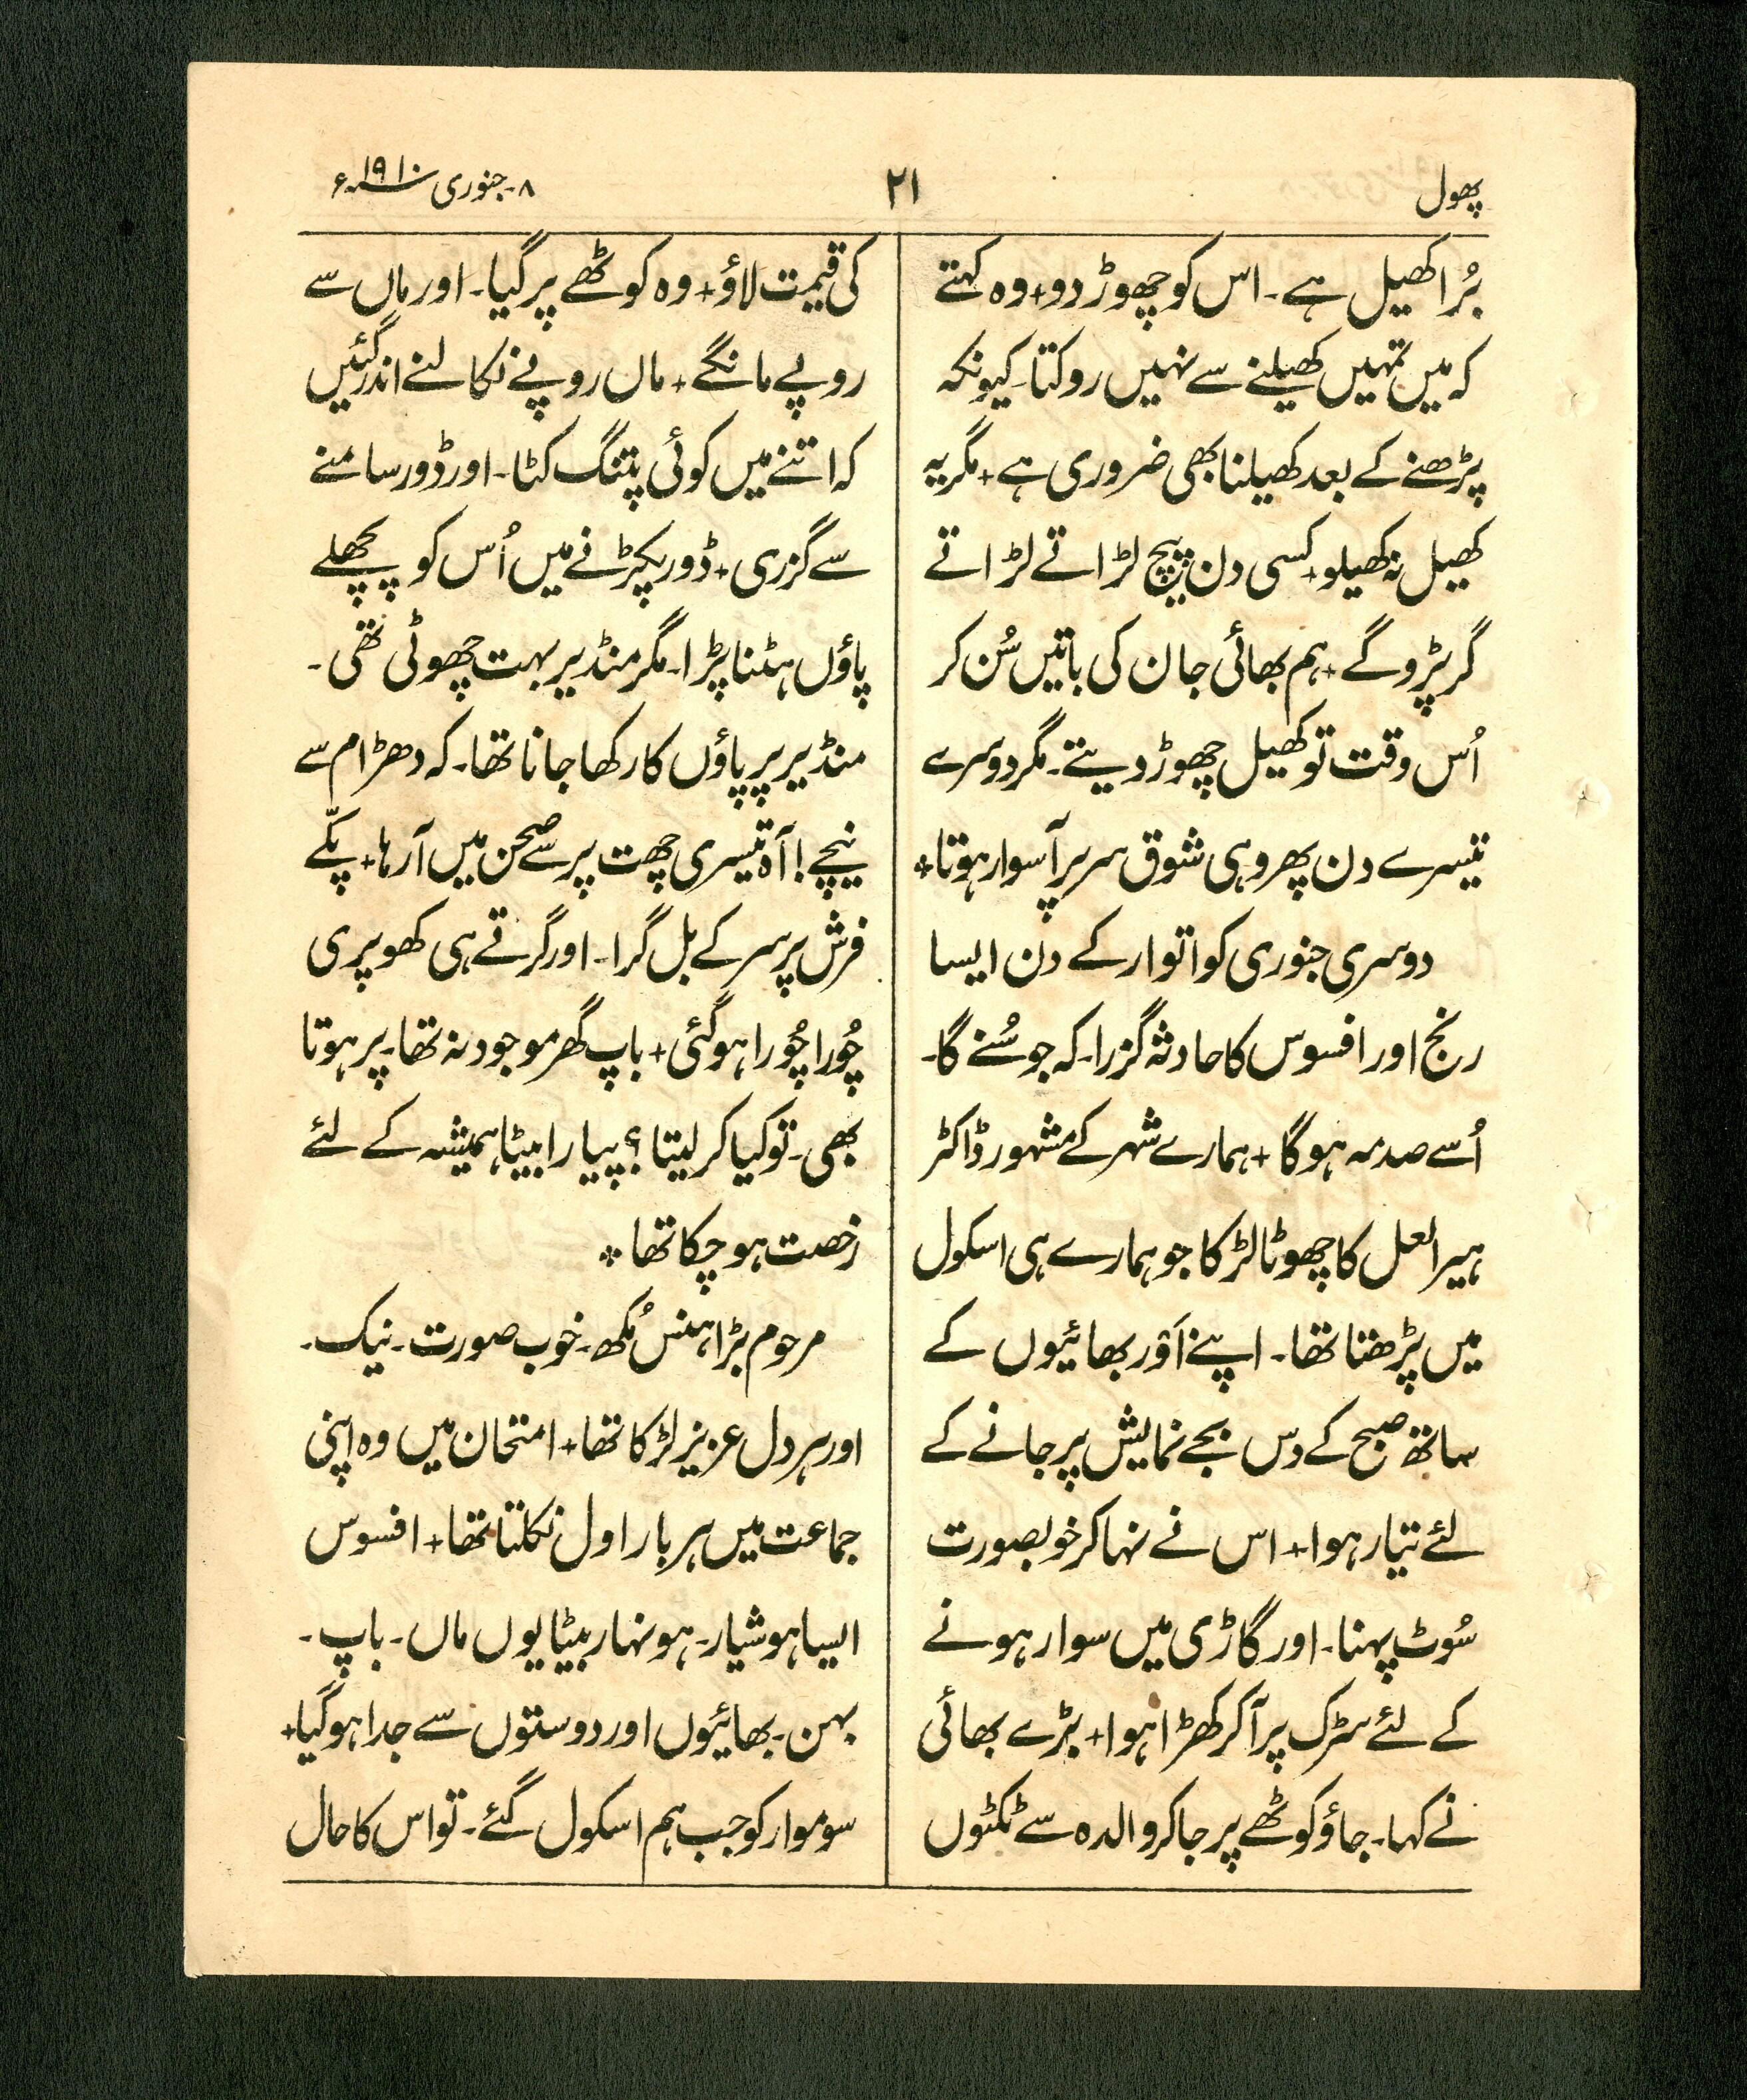 پھول
۲۱
۸۔ جنوری سنہ ۱۹۱۰ء
بُرا کھیل ہے۔ اس کو چھوڑ دو+ وہ کہتے
کہ میں تمہیں کھیلنے سے نہیں روکتا۔ کیونکہ
پڑھنے کے بعد کھیلنا بھی ضروری ہے+ مگر یہ
کھیل نہ کھیلو+ کسی دن پیچ لڑاتے لڑاتے
گر پڑو گے+ ہم بھائی جان کی باتیں سُن کر
اُس وقت تو کھیل چھوڑ دیتے۔ مگر دوسرے
تیسرے دن پھر وہی شوق سر پر آ سوار ہوتا÷
دوسری جنوری کو اتوار کے دن ایسا
رنج اور افسوس کا حادثہ گزرا۔ کہ جو سُنے گا۔
اُسے صدمہ ہوگا+ ہمارے شہر کے مشہور ڈاکٹر
ہیرا لعل کا چھوٹا لڑکا جو ہمارے ہی اسکول
میں پڑھتا تھا۔ اپنے اَور بھائیوں کے
ساتھ صبح کے دس بجے نمایش پر جانے کے
لئے تیار ہوا+ اس نے نہا کر خوبصورت
سُوٹ پہنا۔ اور گاڑی میں سوار ہونے
کے لئے سڑک پر آ کر کھڑا ہوا+ بڑے بھائی
نے کہا۔ جاؤ کوٹھے پر جا کر والدہ سے ٹکٹوں
کی قیمت لاؤ+ وہ کوٹھے پر گیا۔ اور ماں سے
روپے مانگے+ ماں روپے نکالنے اندر گئیں
کہ اتنے میں کوئی پتنگ کٹا۔ اور ڈور سامنے
سے گزری+ ڈور پکڑنے میں اُس کو پچھلے
پاؤں ہٹنا پڑا۔ مگر منڈیر بہت چھوٹی تھی۔
منڈیر پر پاؤں کا رکھا جانا تھا۔ کہ دھڑام سے
نیچے! آہ تیسری چھت پر سے صحن میں آ رہا+ پکّے
فرش پر سر کے بل گرا۔ اور گرتے ہی کھوپری
چُورا چُورا ہوگئی+ باپ گھر موجود نہ تھا۔ پر ہوتا
بھی۔ تو کیا کر لیتا؟ پیارا بیٹا ہمیشہ کے لئے
رخصت ہو چکا تھا÷
مرحوم بڑا ہنس مُکھ۔ خوب صورت۔ نیک۔
اور ہر دل عزیز لڑکا تھا+ امتحان میں وہ اپنی
جماعت میں ہر بار اول نکلتا تھا+ افسوس
ایسا ہوشیار۔ ہونہار بیٹا یوں ماں۔ باپ۔
بہن۔ بھائیوں اور دوستوں سے جدا ہو گیا+
سوموار کو جب ہم اسکول گئے۔ تو اس کا حال